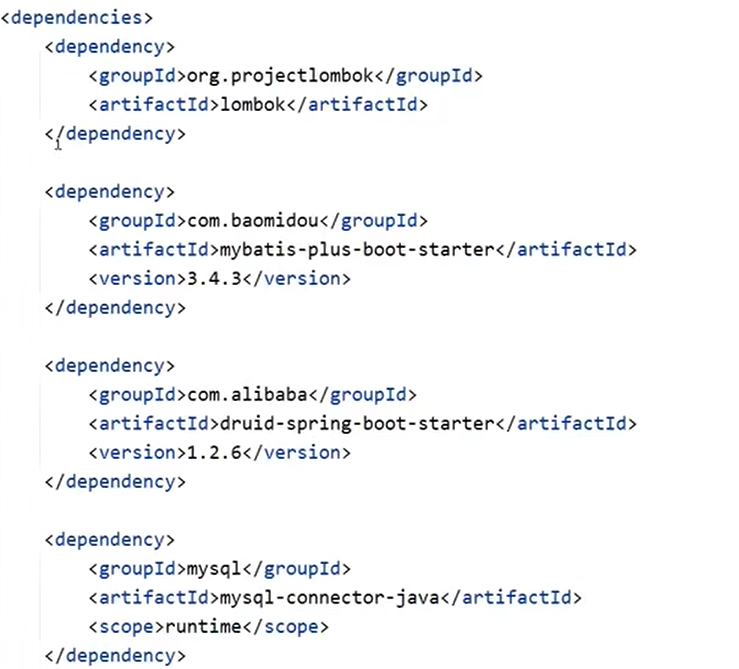 <dependencies>
<dependency>
<groupId>org.projectlombok</groupId>
<artifactId>lombok</artifactId>
</dependency>
<dependency>
<groupId>com.baomidou</groupId>
<artifactId>mybatis-plus-boot-starter</artifactId>
<version>3.4.3</version>
</dependency>
<dependency>
<groupId>com.alibaba</groupId>
<artifactId>druid-spring-boot-starter</artifactId>
<version>1.2.6</version>
</dependency>
<dependency>
<groupId>mysql</groupId>
<artifactId>mysql-connector-java</artifactId>
<scope>runtime</scope>
</dependency>